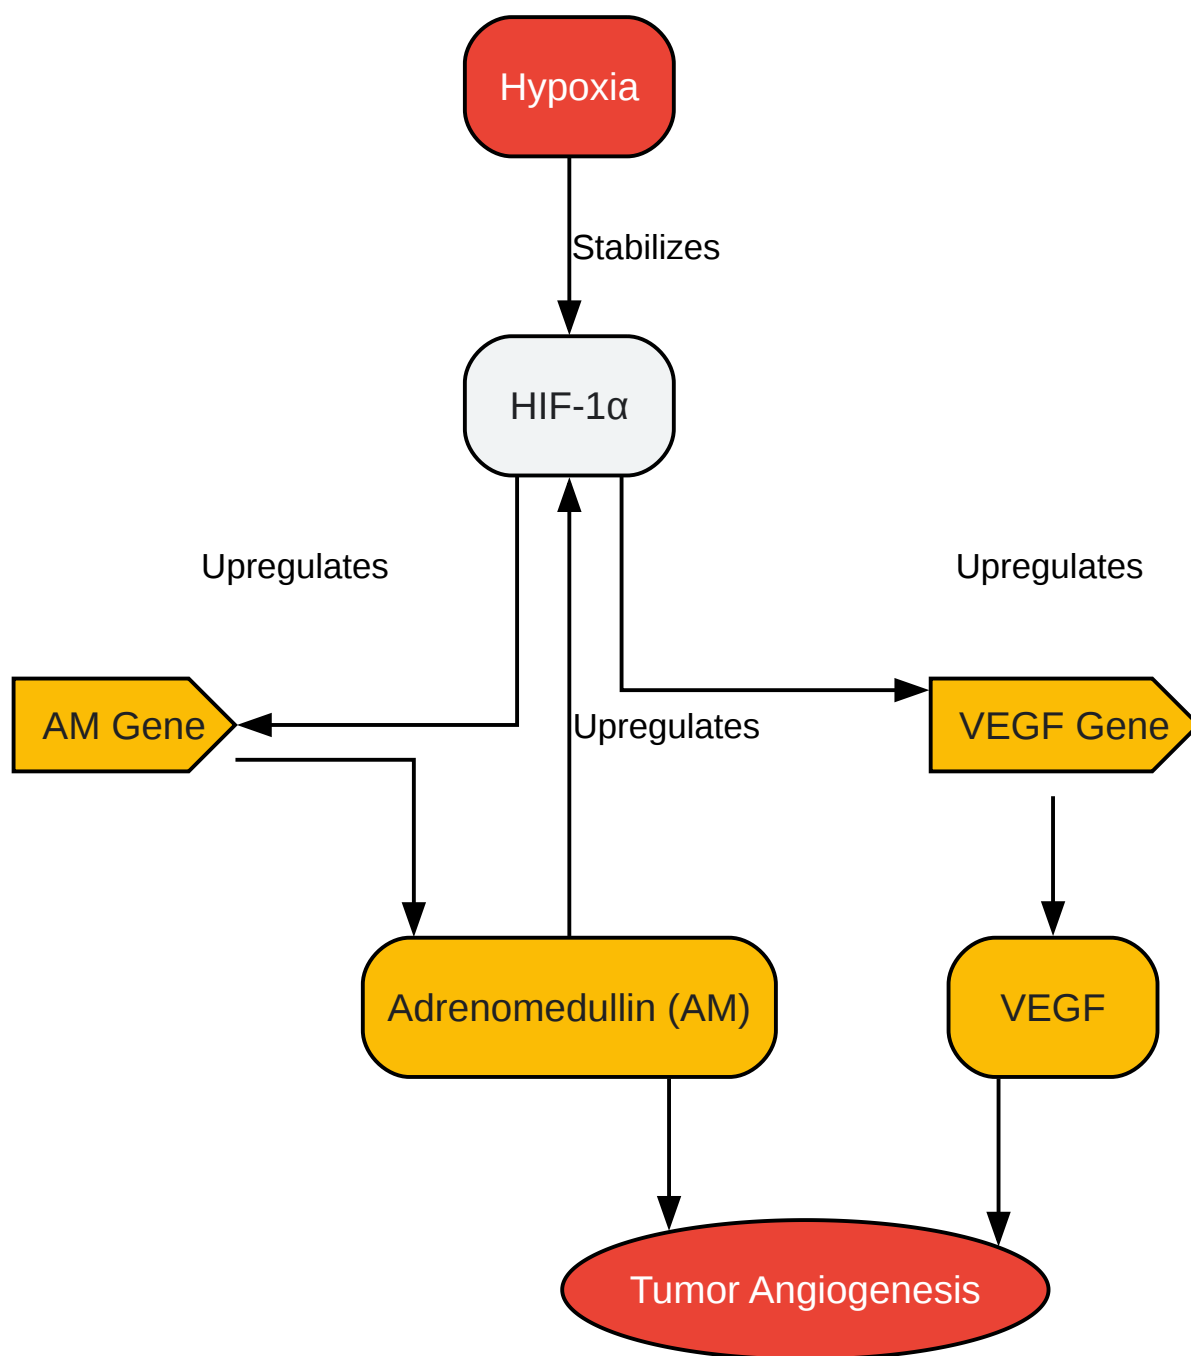 Hypoxia
Stabilizes
HIF-1α
Upregulates
Upregulates
AM Gene
Upregulates
VEGF Gene
Adrenomedullin (AM)
VEGF
Tumor Angiogenesis